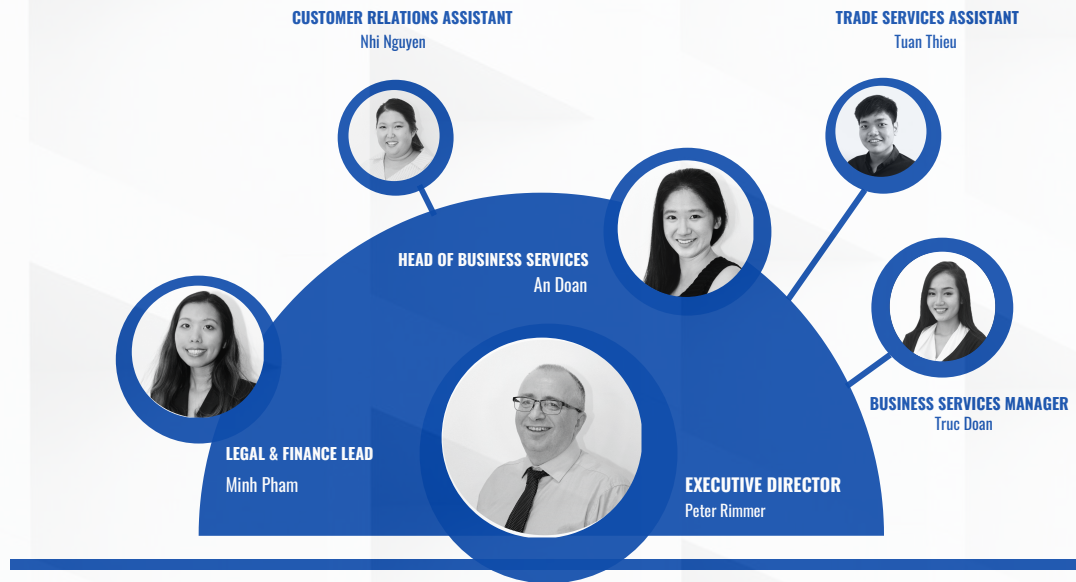 CUSTOMER RELATIONS ASSISTANT
Nhi Nguyen
TRADE SERVICES ASSISTANT
Tuan Thieu
HEAD OF BUSINESS SERVICES
An Doan
BUSINESS SERVICES MANAGER
Truc Doan
LEGAL & FINANCE LEAD
Minh Pham
EXECUTIVE DIRECTOR
Peter Rimmer